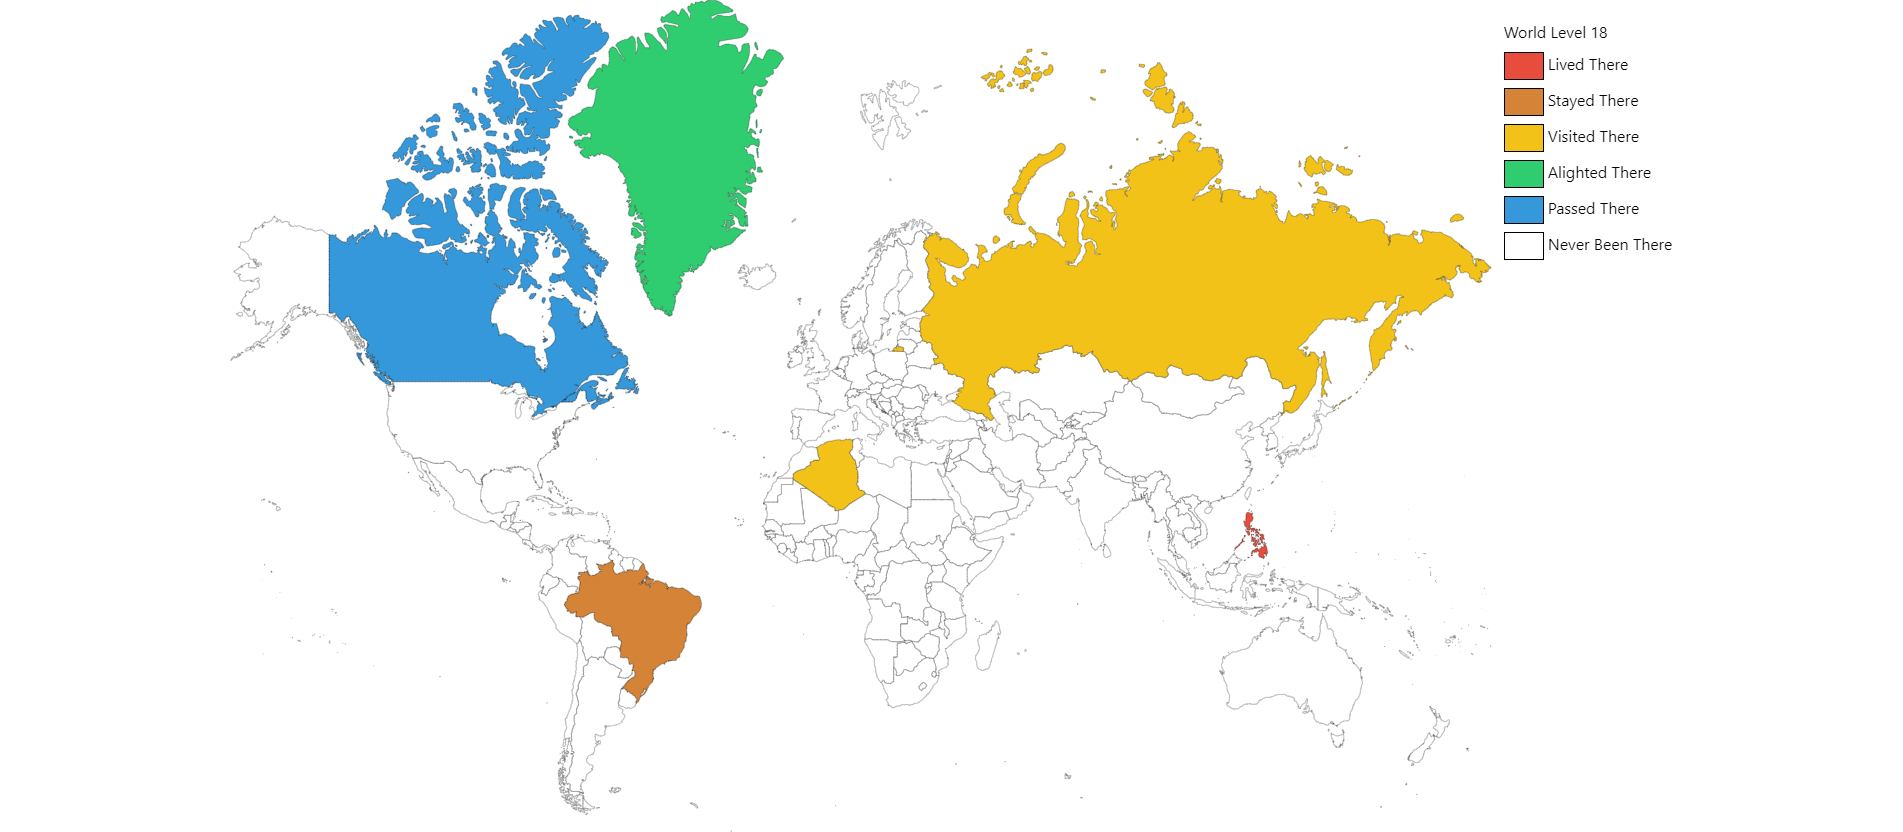 World Level 18
Lived There
Stayed There
Visited There
Alighted There
Passed There
Never Been There